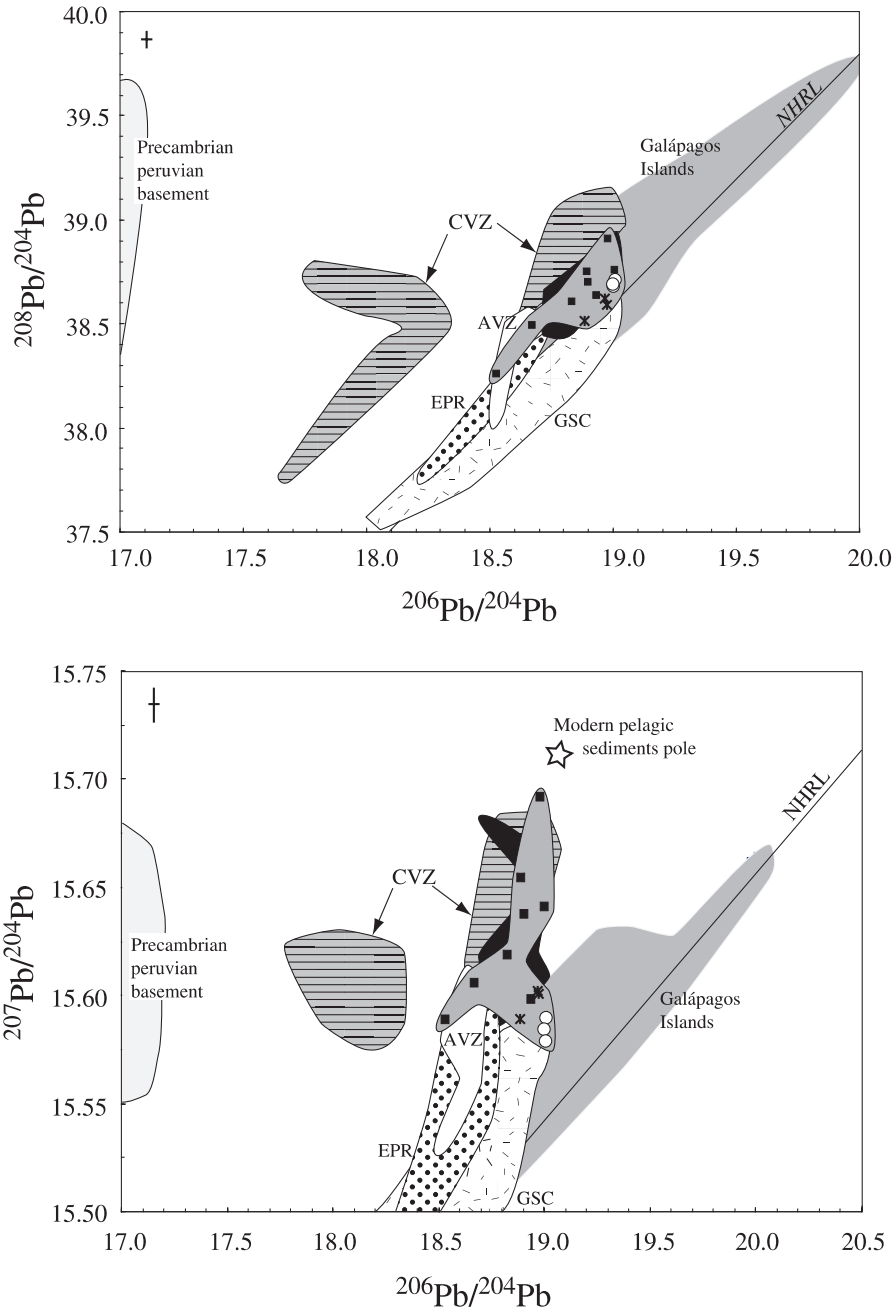 40.0
39.5
39.0
38.5
38.0
37.5
208Pb/204Pb
Precambrian
peruvian
basement
CVZ
AVZ
EPR
GSC
Galápagos
Islands
NHRL
17.0 17.5 18.0 18.5 19.0 19.5 20.0
206Pb/204Pb
15.75
15.70
15.65
15.60
15.55
15.50
207Pb/204Pb
Modern pelagic
sediments pole
NHRL
CVZ
Precambrian
peruvian
basement
Galápagos
Islands
AVZ
EPR
GSC
17.0 17.5 18.0 18.5 19.0 19.5 20.0 20.5
206Pb/204Pb